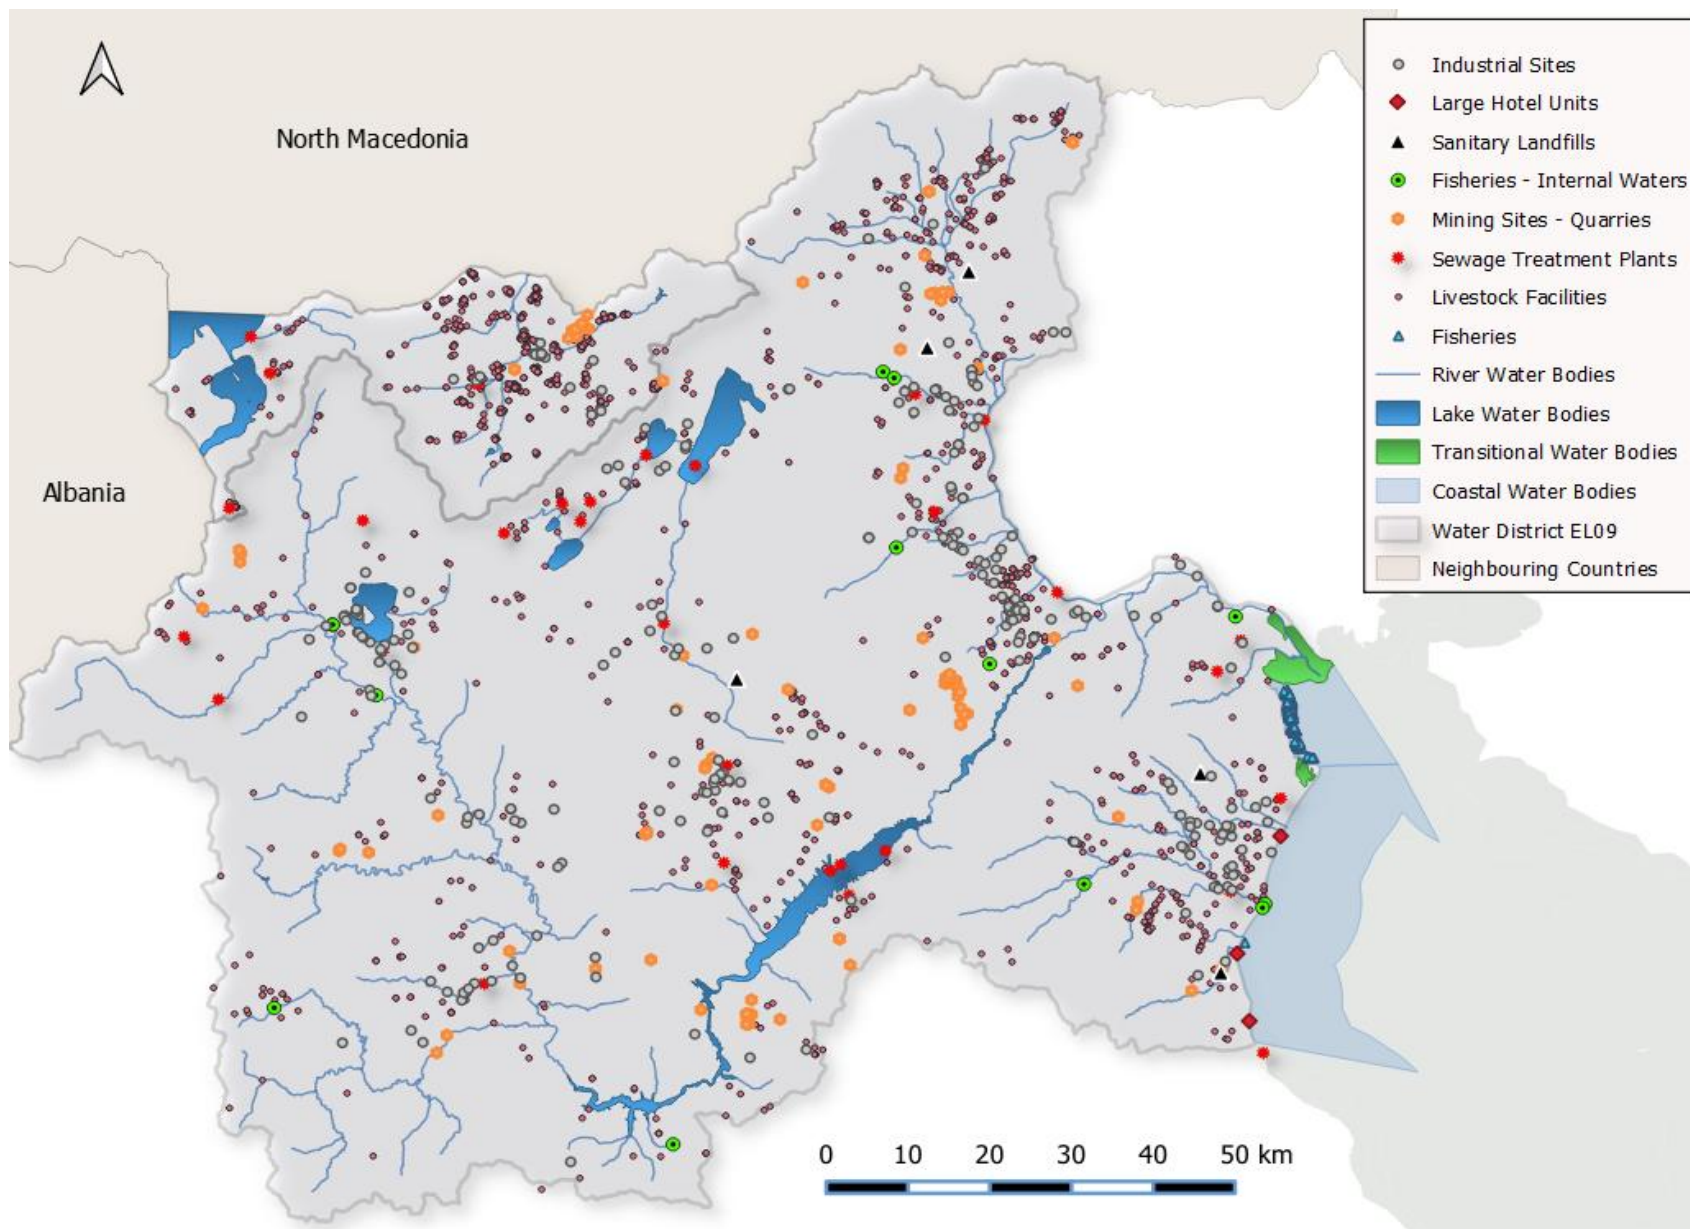 North Macedonia
Albania
Industrial Sites
Large Hotel Units
Sanitary Landfills
Fisheries - Internal Waters
Mining Sites - Quarries
Sewage Treatment Plants
Livestock Facilities
Fisheries
River Water Bodies
Lake Water Bodies
Transitional Water Bodies
Coastal Water Bodies
Water District EL09
Neighbouring Countries
0 10 20 30 40 50 km